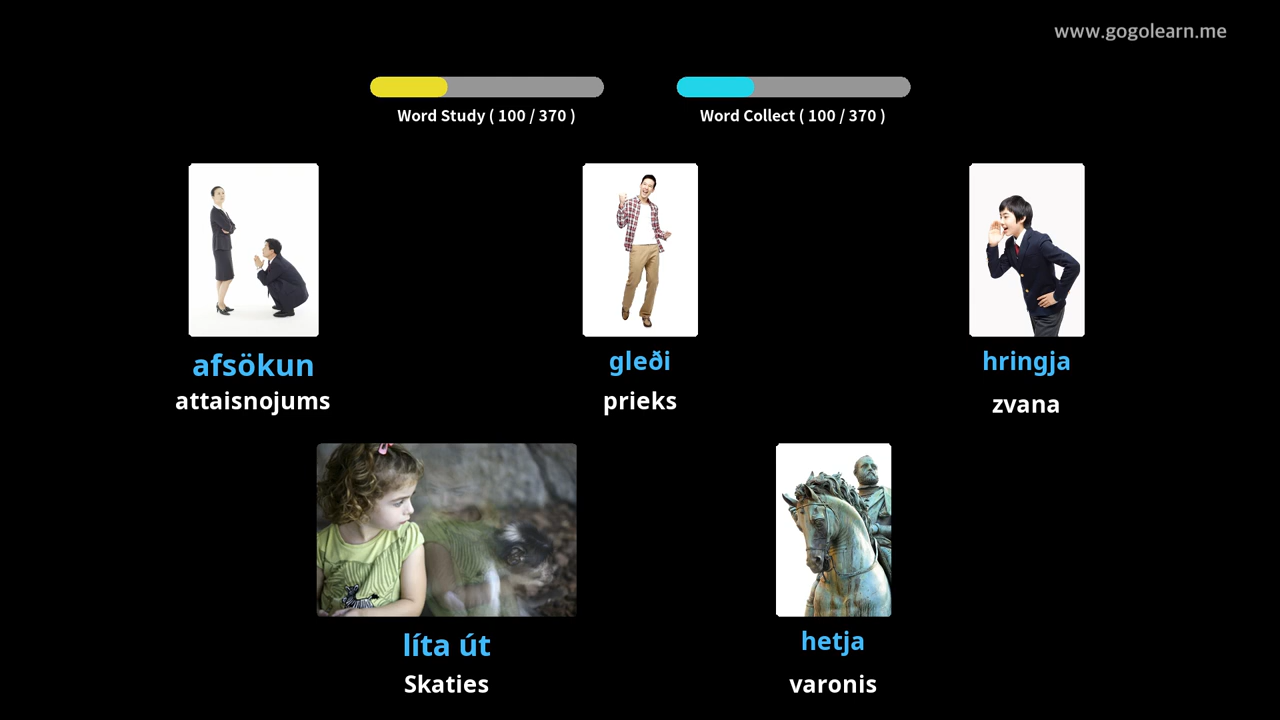 www.gogolearn.me
Word Study ( 100 / 370 )
Word Collect ( 100 / 370 )
afsökun
attaisnojums
gleði
prieks
hringja
zvana
líta út
Skaties
hetja
varonis